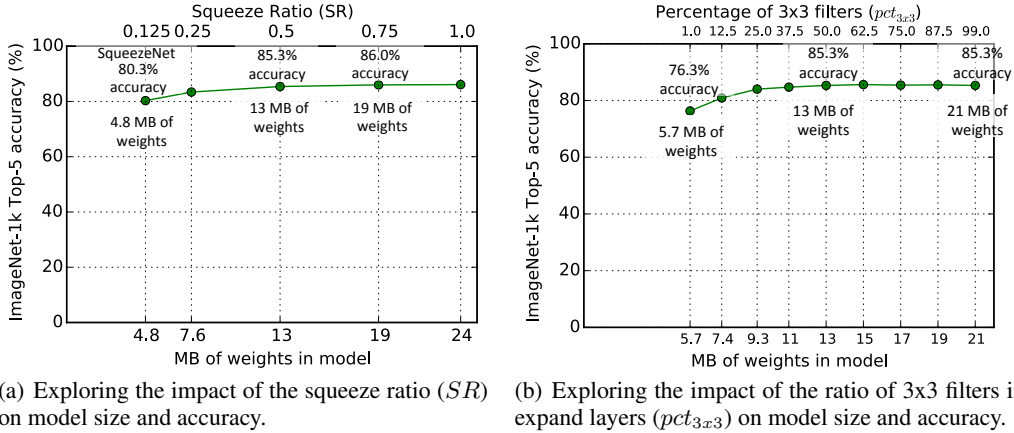 Squeeze Ratio (SR)
0.125 0.25 0.5 0.75 1.0
ImageNet-1k Top-5 accuracy (%)
100
80
60
40
20
0
SqueezeNet
80.3%
accuracy
4.8 MB of
weights
85.3%
accuracy
13 MB of
weights
86.0%
accuracy
19 MB of
weights
4.8 7.6 13 19 24
MB of weights in model
(a) Exploring the impact of the squeeze ratio (SR)
on model size and accuracy.
Percentage of 3x3 filters (pct3x3)
1.0 12.5 25.0 37.5 50.0 62.5 75.0 87.5 99.0
ImageNet-1k Top-5 accuracy (%)
100
80
60
40
20
0
76.3%
accuracy
5.7 MB of
weights
85.3%
accuracy
13 MB of
weights
85.3%
accuracy
21 MB of
weights
5.7 7.4 9.3 11 13 15 17 19 21
MB of weights in model
(b) Exploring the impact of the ratio of 3x3 filters i
expand layers (pct3x3) on model size and accuracy.